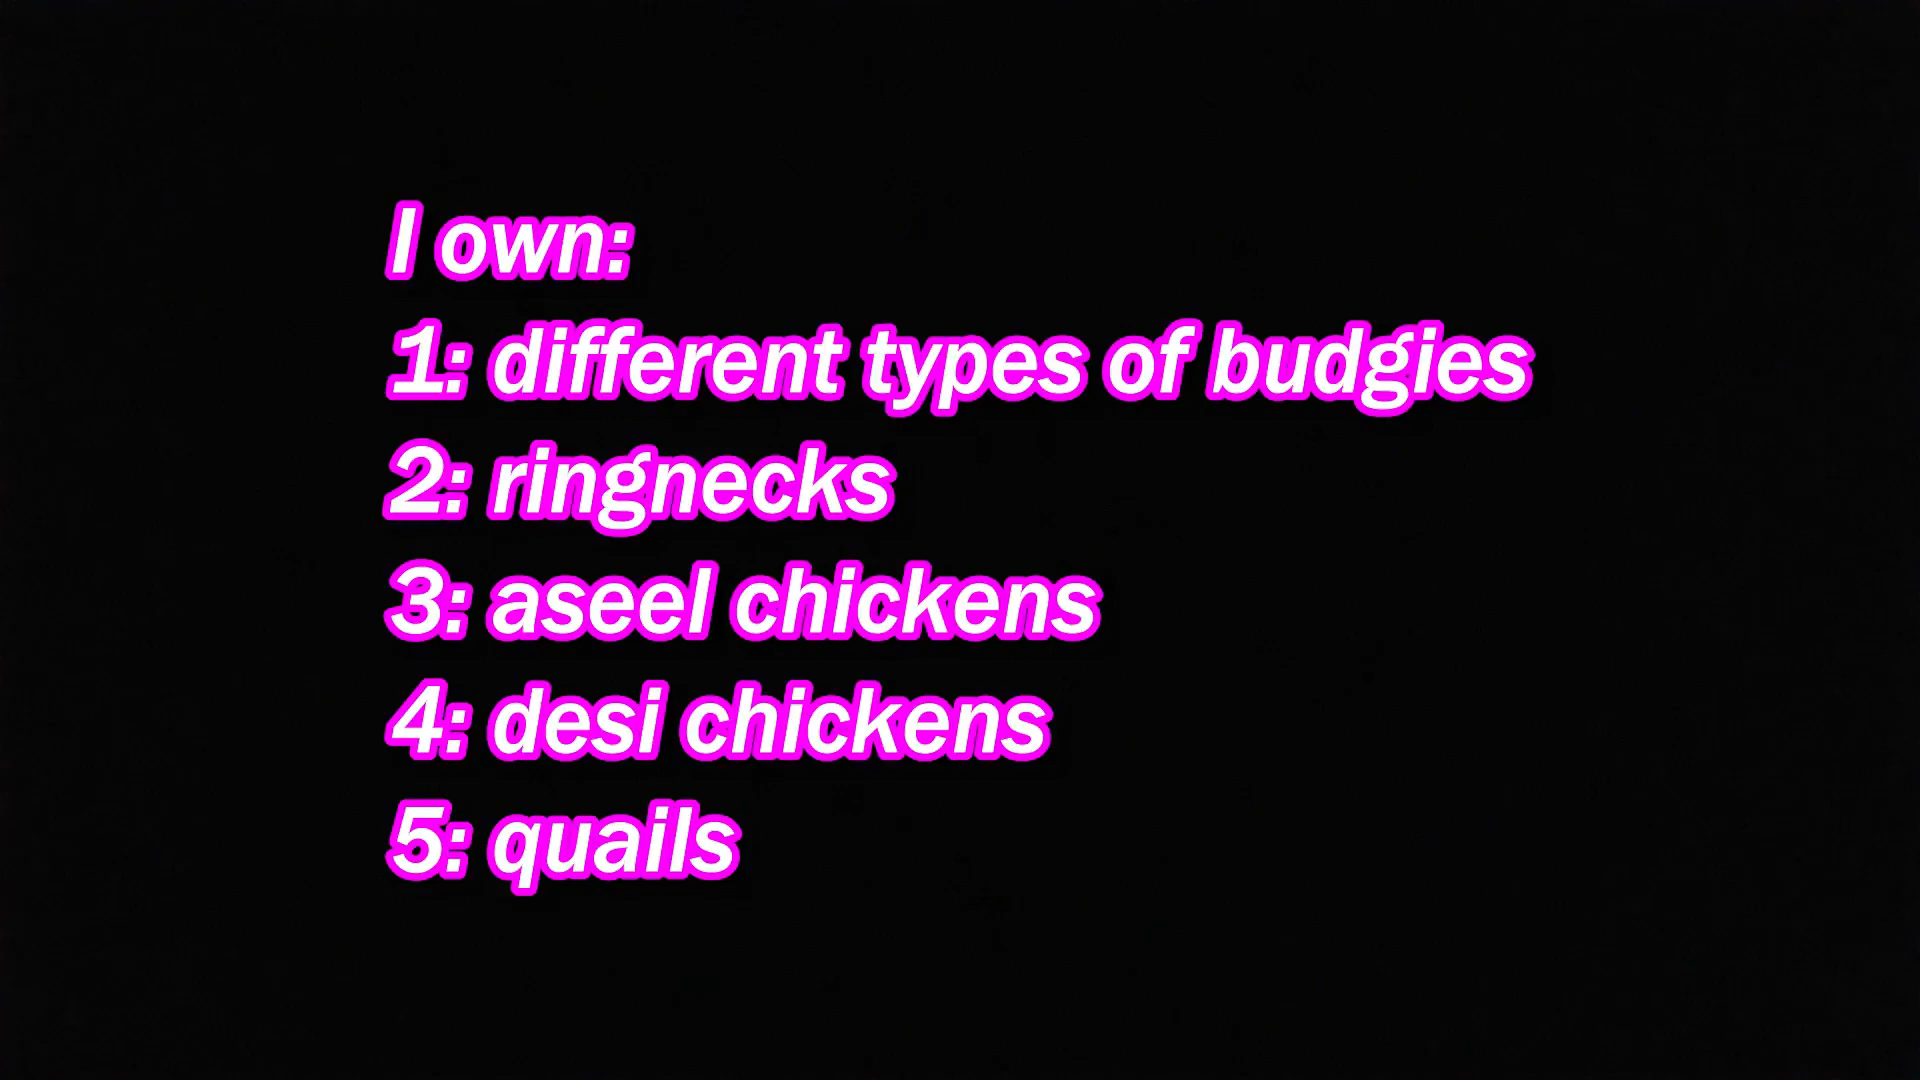 I own:
1: different types of budgies
2: ringnecks
3: aseel chickens
4: desi chickens
5: quails